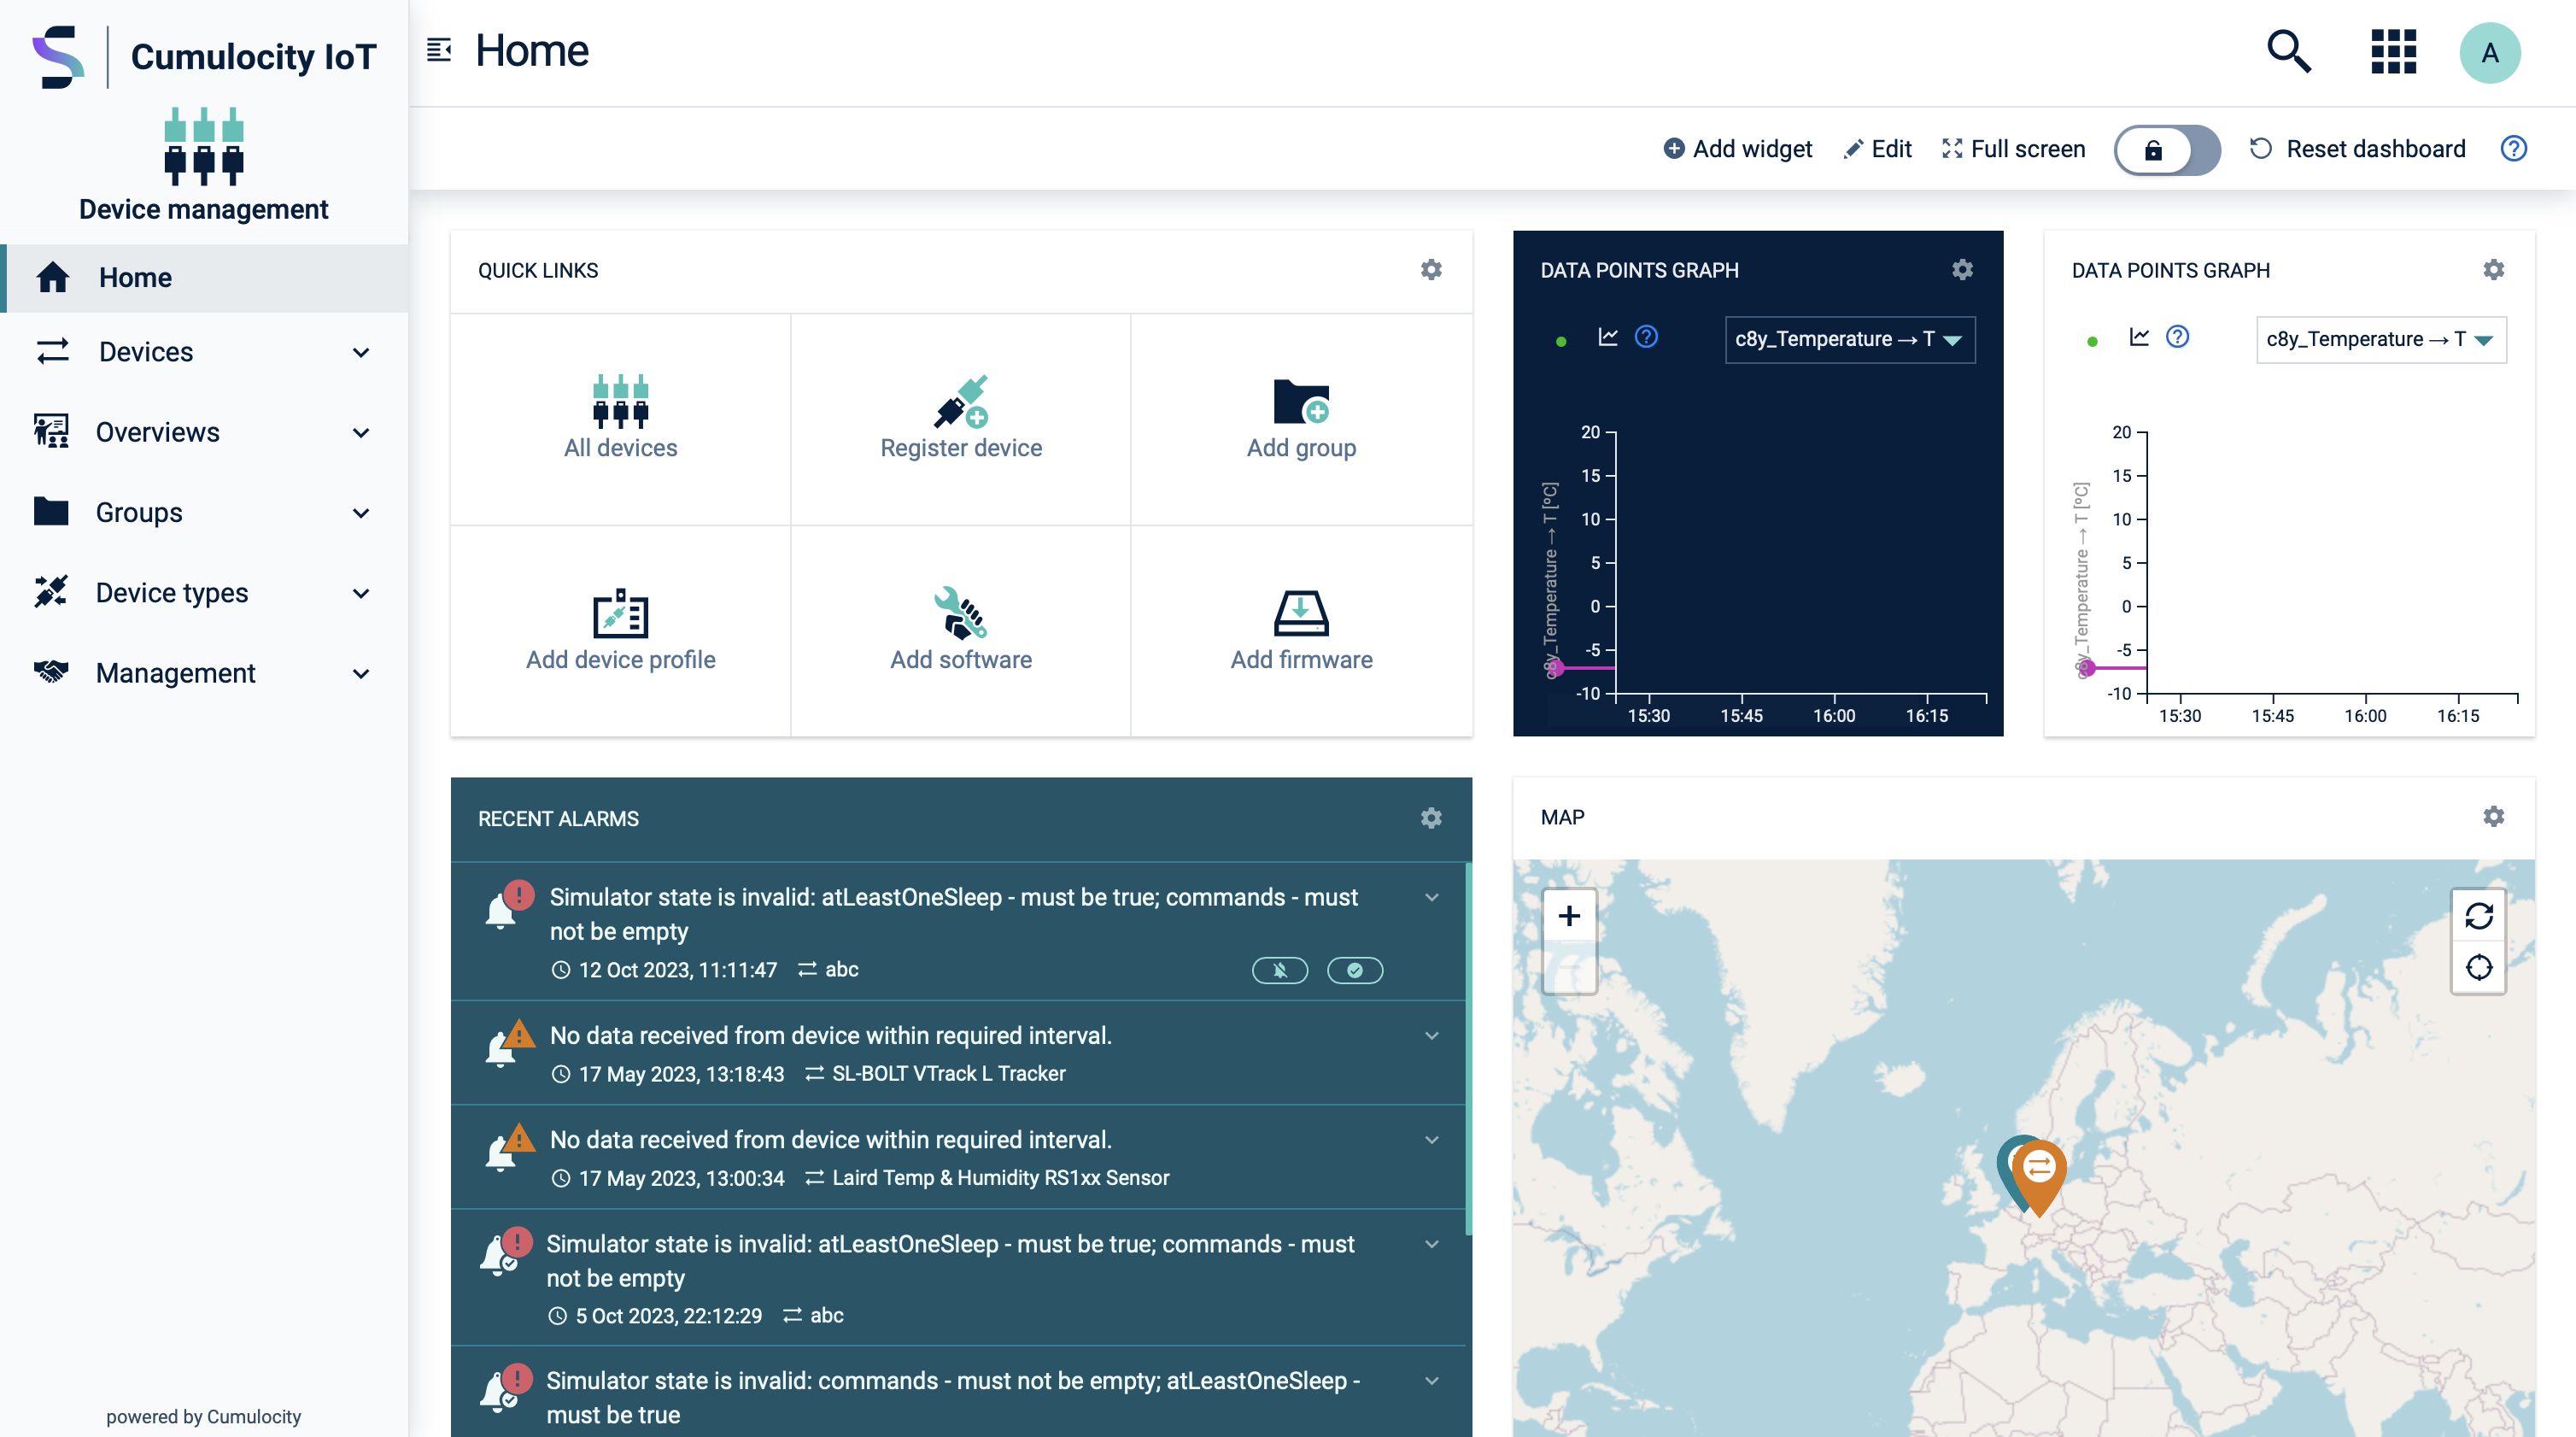 Cumulocity IoT
Device management
Home
Devices
Overviews
Groups
Device types
Management
powered by Cumulocity
Home
A
Add widget
Edit
Full screen
Reset dashboard
QUICK LINKS
All devices
Register device
Add group
Add device profile
Add software
Add firmware
DATA POINTS GRAPH
c8y_Temperature → T
c8y_Temperature → T [ºC]
20
15
10
5
0
-5
-10
15:30
15:45
16:00
16:15
DATA POINTS GRAPH
c8y_Temperature → T
c8y_Temperature → T [ºC]
20
15
10
5
0
-5
-10
15:30
15:45
16:00
16:15
RECENT ALARMS
Simulator state is invalid: atLeastOneSleep - must be true; commands - must
not be empty
12 Oct 2023, 11:11:47 abc
No data received from device within required interval.
17 May 2023, 13:18:43 SL-BOLT VTrack L Tracker
No data received from device within required interval.
17 May 2023, 13:00:34 Laird Temp & Humidity RS1xx Sensor
Simulator state is invalid: atLeastOneSleep - must be true; commands - must
not be empty
5 Oct 2023, 22:12:29 abc
Simulator state is invalid: commands - must not be empty; atLeastOneSleep -
must be true
MAP